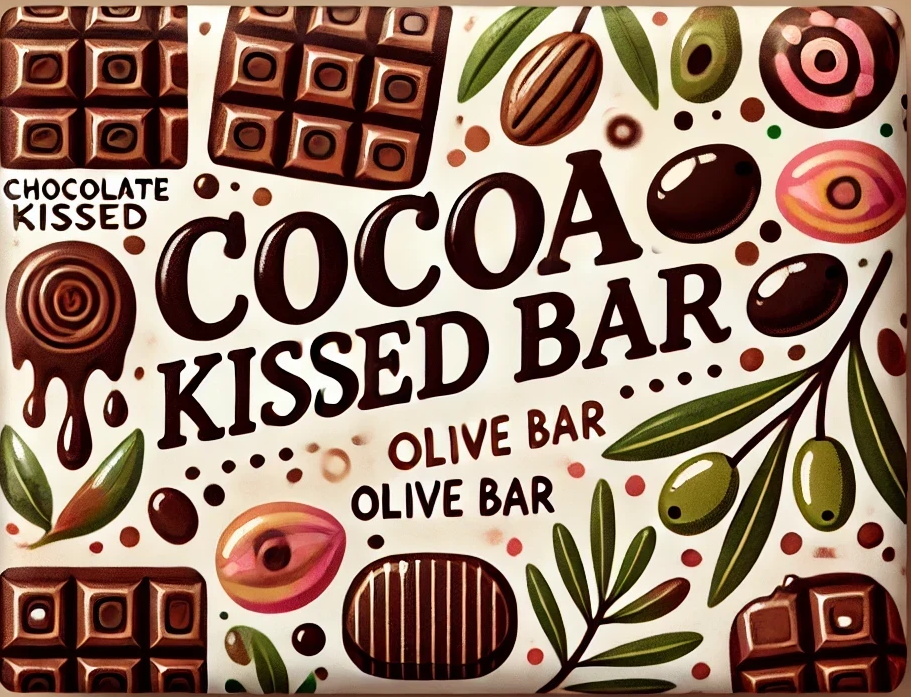 CHOCOLATE
KISSED
COCOA
KISSED BAR
OLIVE BAR
OLIVE BAR